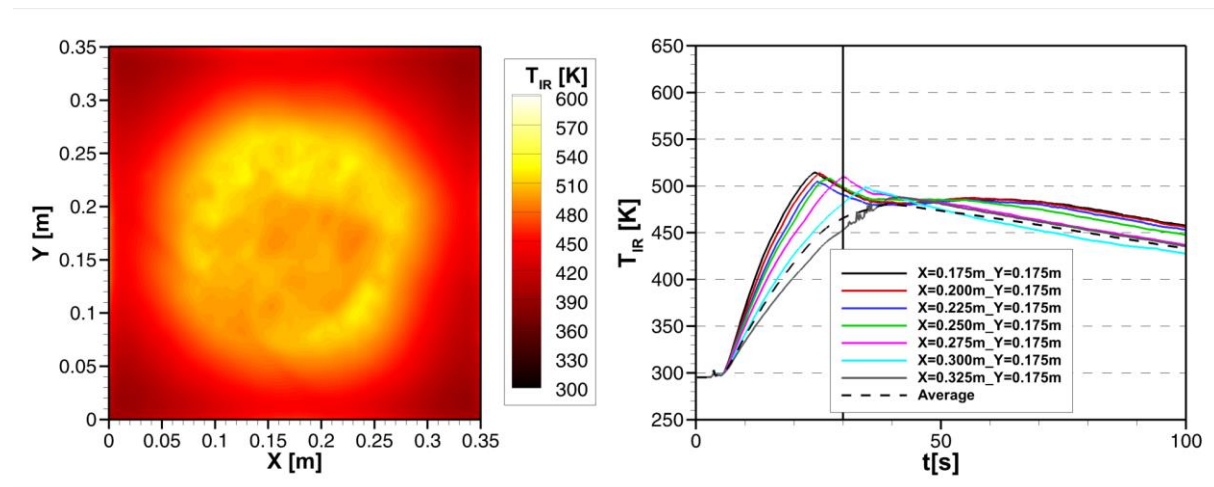 0.35
0.3
0.25
0.2
0.15
0.1
0.05
0
Y [m]
0 0.05 0.1 0.15 0.2 0.25 0.3 0.35
X [m]
T_IR [K]
600
570
540
510
480
450
420
390
360
330
300
650
600
550
500
450
400
350
300
250
T_IR [K]
X=0.175m_Y=0.175m
X=0.200m_Y=0.175m
X=0.225m_Y=0.175m
X=0.250m_Y=0.175m
X=0.275m_Y=0.175m
X=0.300m_Y=0.175m
X=0.325m_Y=0.175m
Average
0 50 100
t[s]